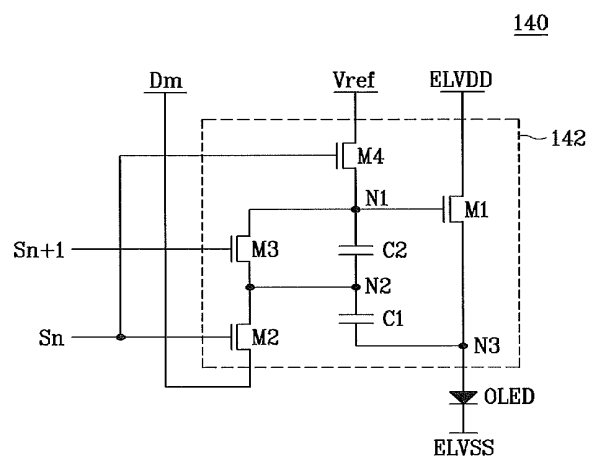 140
Dm
Vref
ELVDD
142
M4
N1
M1
Sn+1
M3
C2
N2
Sn
M2
C1
N3
OLED
ELVSS